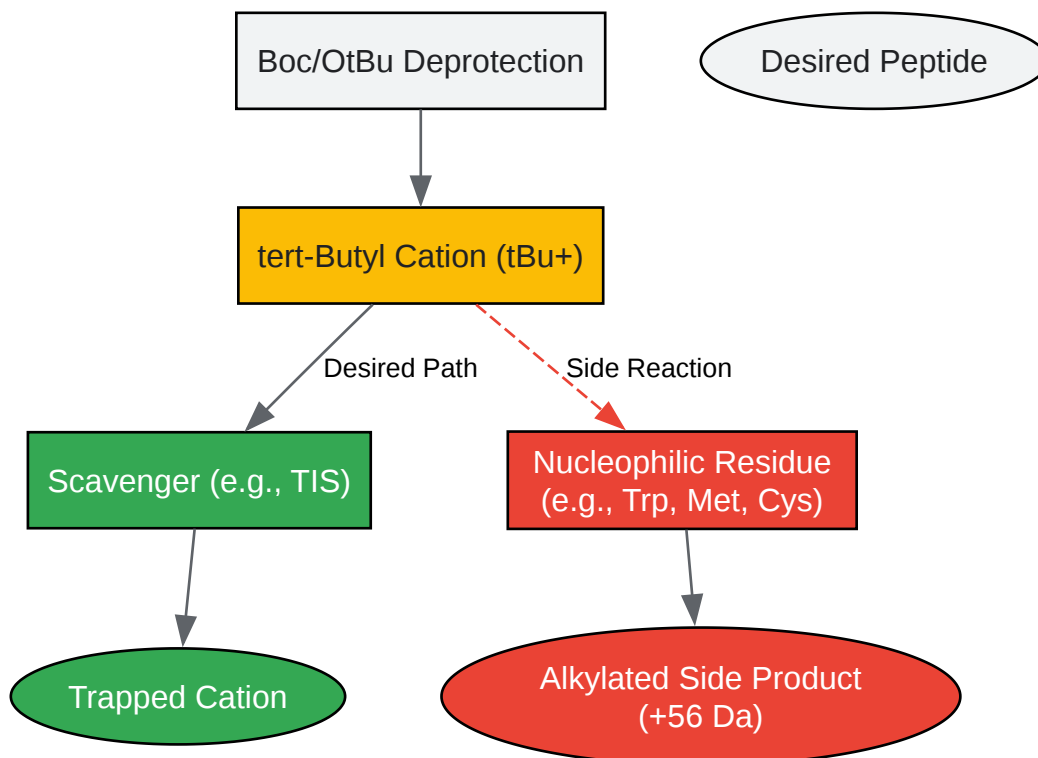 Boc/OtBu Deprotection
Desired Peptide
tert-Butyl Cation (tBu+)
Desired Path
Side Reaction
Scavenger (e.g., TIS)
Nucleophilic Residue
(e.g., Trp, Met, Cys)
Trapped Cation
Alkylated Side Product
(+56 Da)